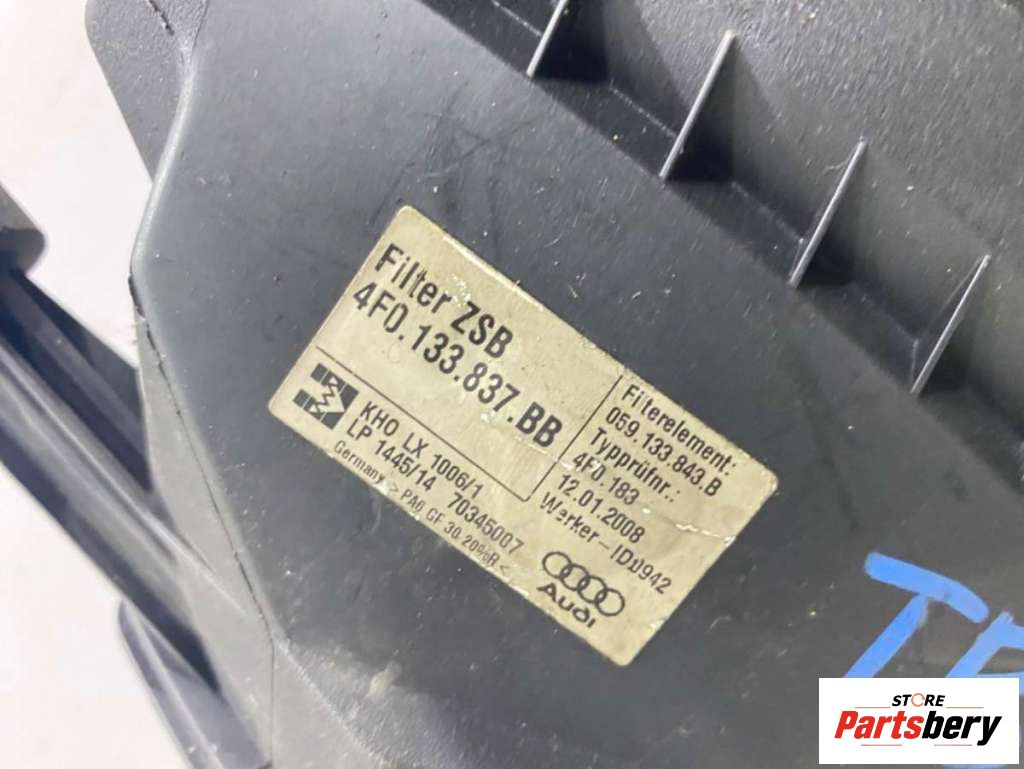 Filter ZSB
4F0.133.837.BB
KHO LX 1006/1
LP 1445/14 70345007
Germany > PA6 GF 30 20%R <
Filterelement:
059.133.843.B
Typprüfnr.:
4F0.183
12.01.2008
Werker-ID:0942
Audi
STORE
Partsbery